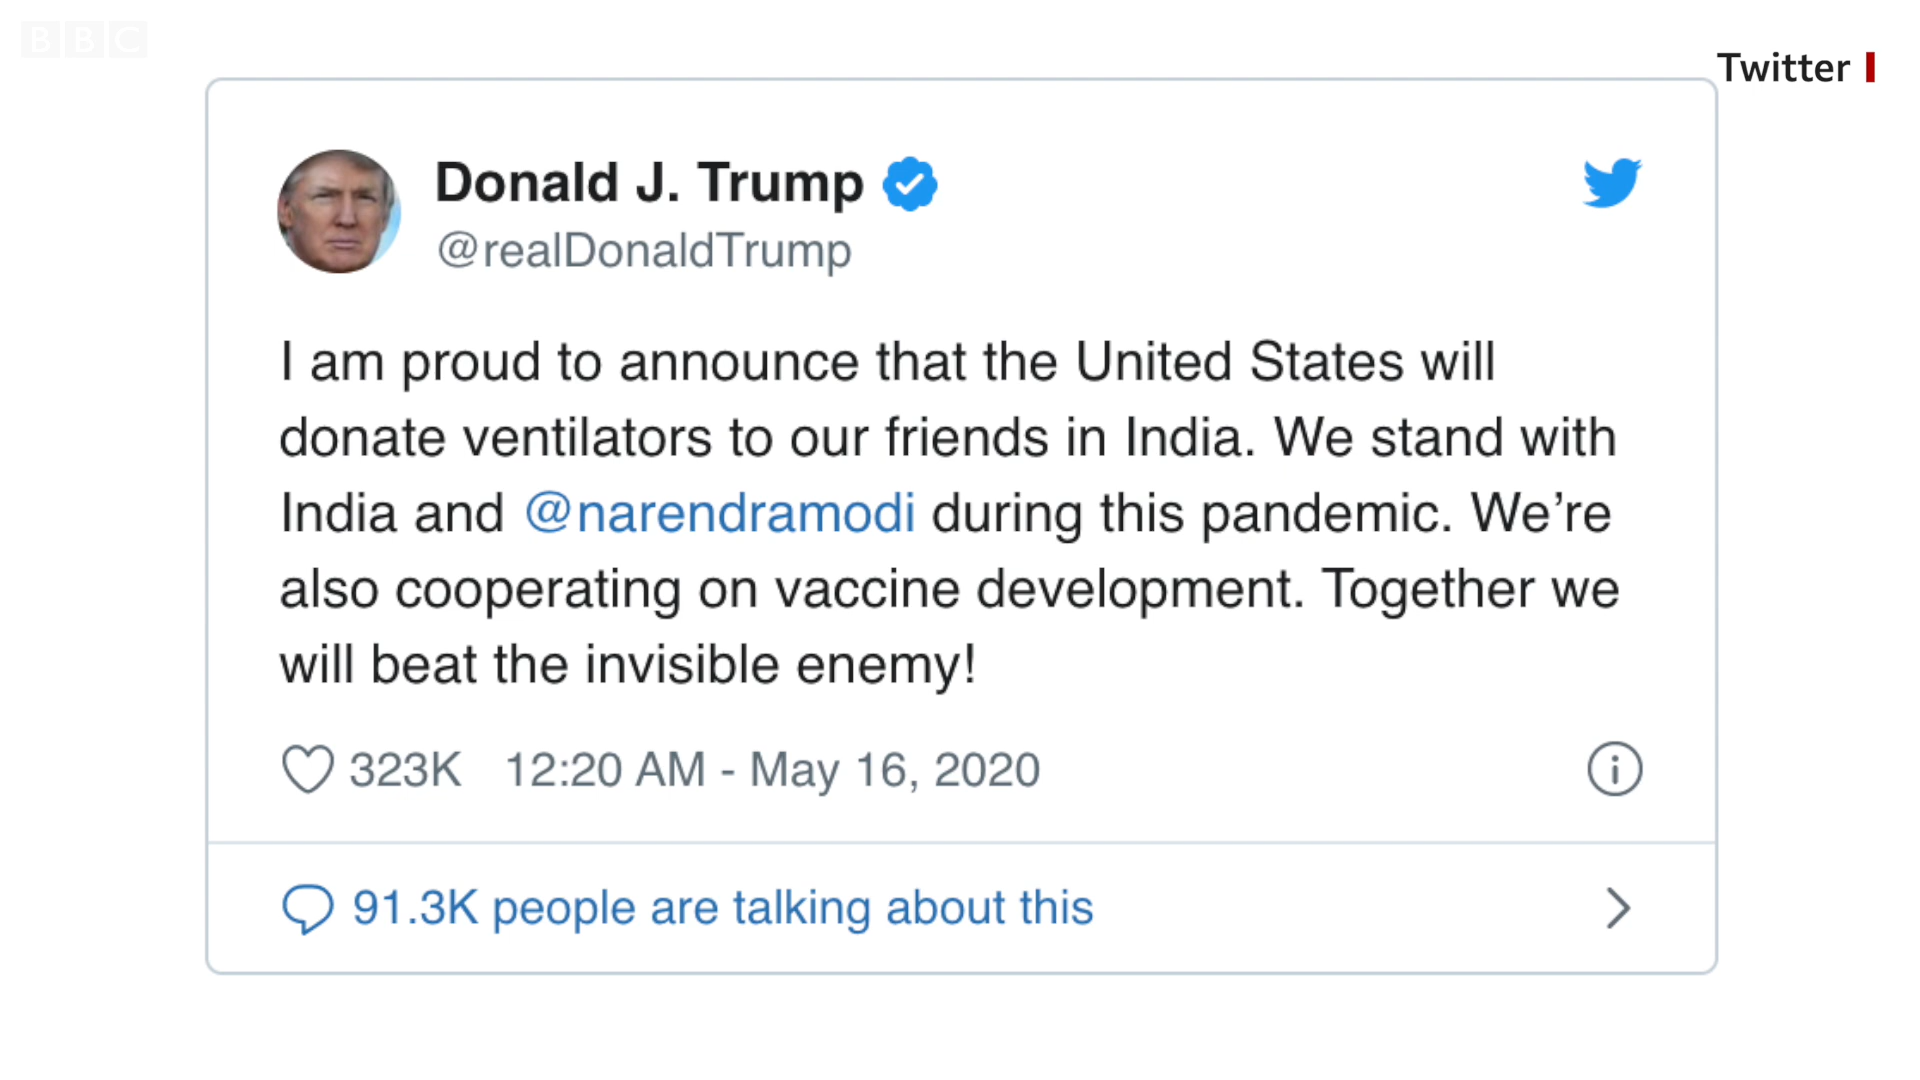 BBC
Twitter
Donald J. Trump
@realDonaldTrump
I am proud to announce that the United States will
donate ventilators to our friends in India. We stand with
India and @narendramodi during this pandemic. We’re
also cooperating on vaccine development. Together we
will beat the invisible enemy!
323K 12:20 AM - May 16, 2020
91.3K people are talking about this